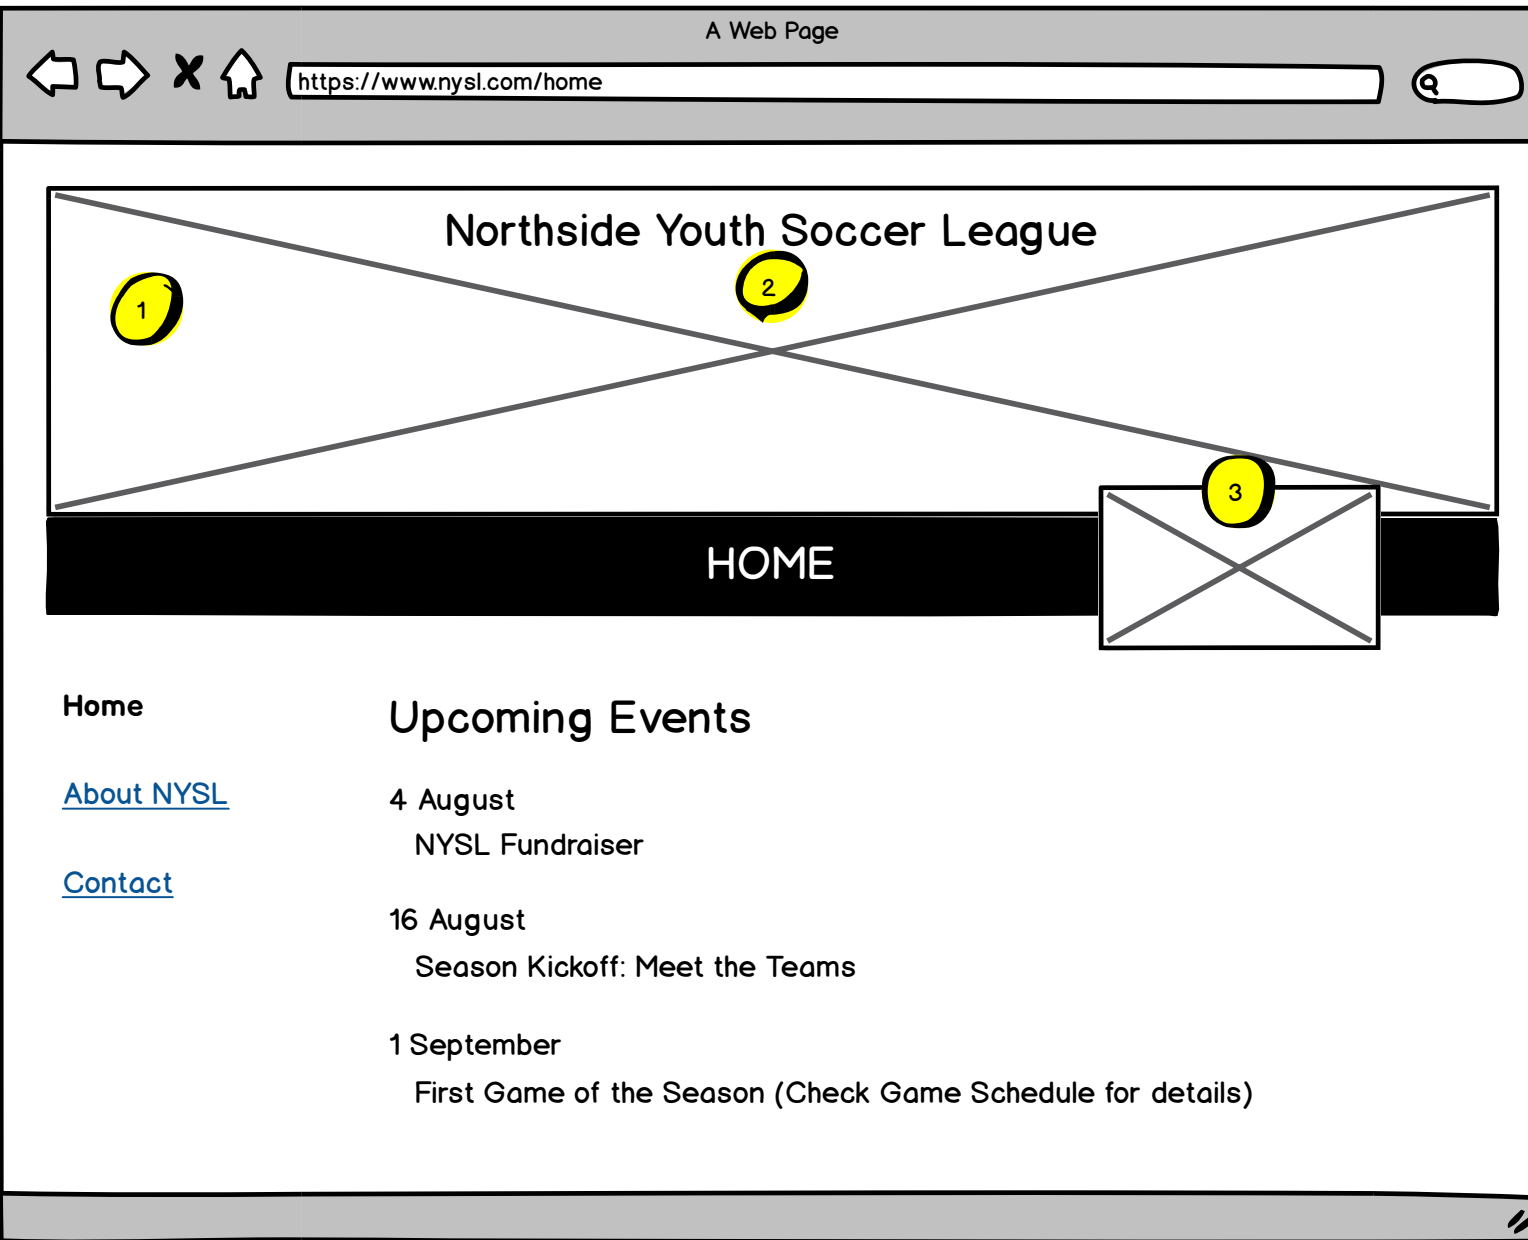 A Web Page
https://www.nysl.com/home
Northside Youth Soccer League
1
2
3
HOME
Home
About NYSL
Contact
Upcoming Events
4 August
NYSL Fundraiser
16 August
Season Kickoff: Meet the Teams
1 September
First Game of the Season (Check Game Schedule for details)